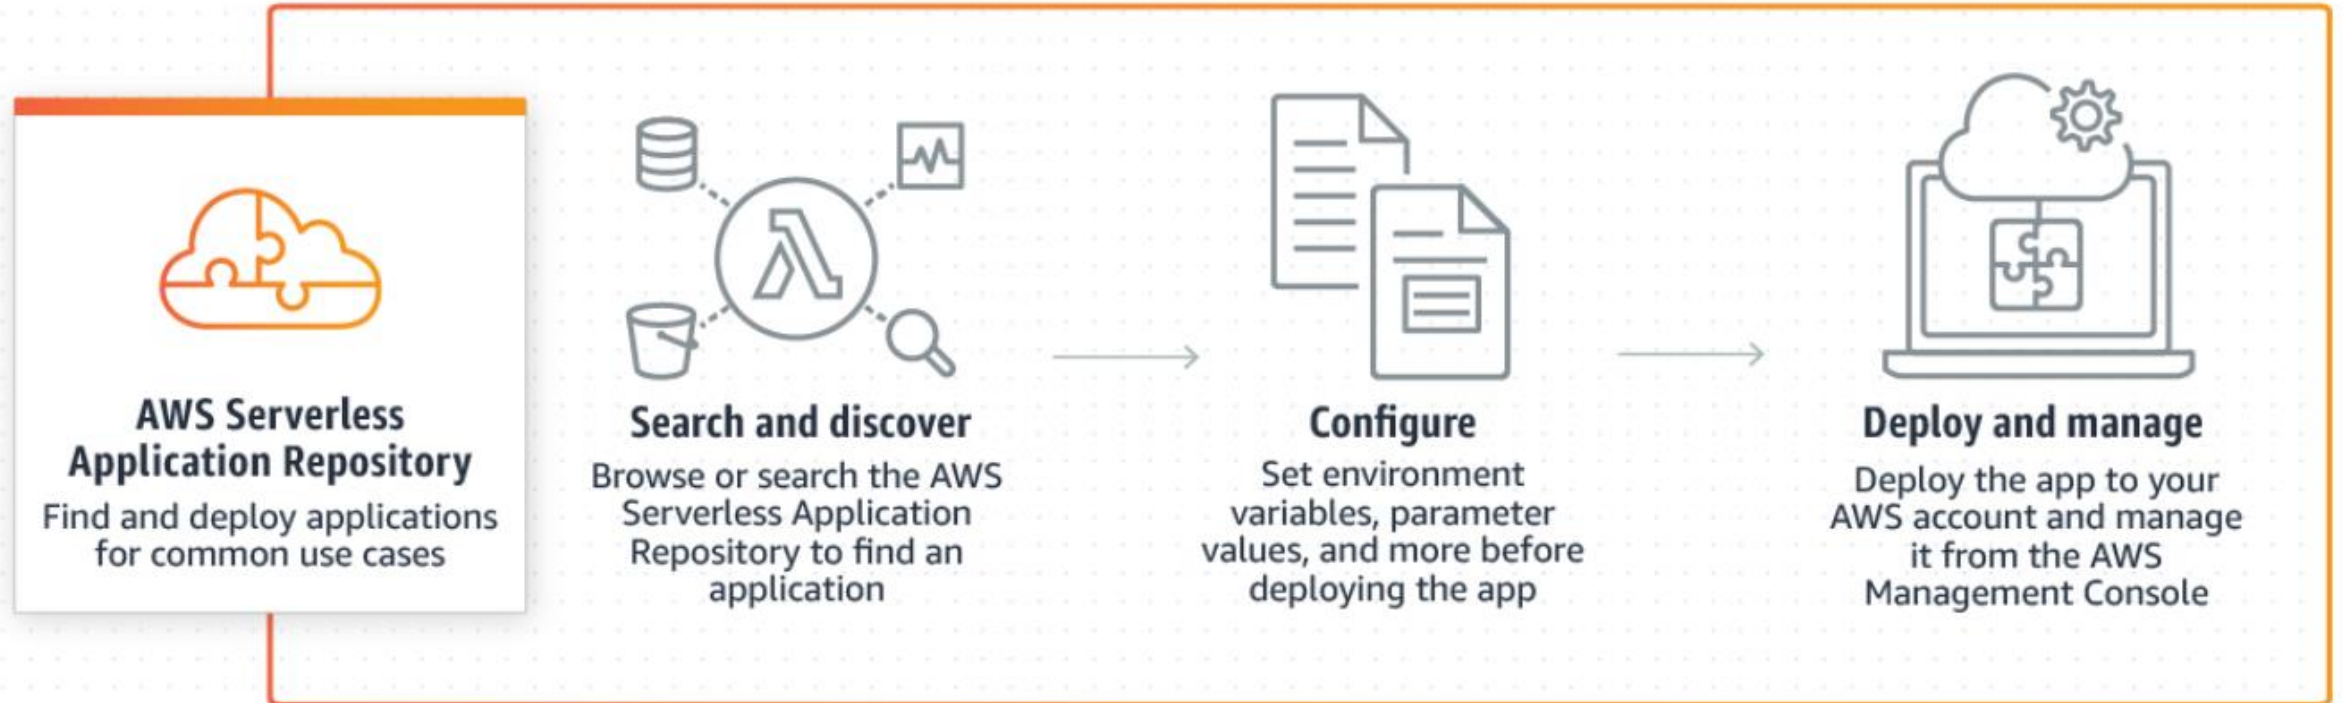 AWS Serverless
Application Repository
Find and deploy applications
for common use cases
Search and discover
Browse or search the AWS
Serverless Application
Repository to find an
application
Configure
Set environment
variables, parameter
values, and more before
deploying the app
Deploy and manage
Deploy the app to your
AWS account and manage
it from the AWS
Management Console